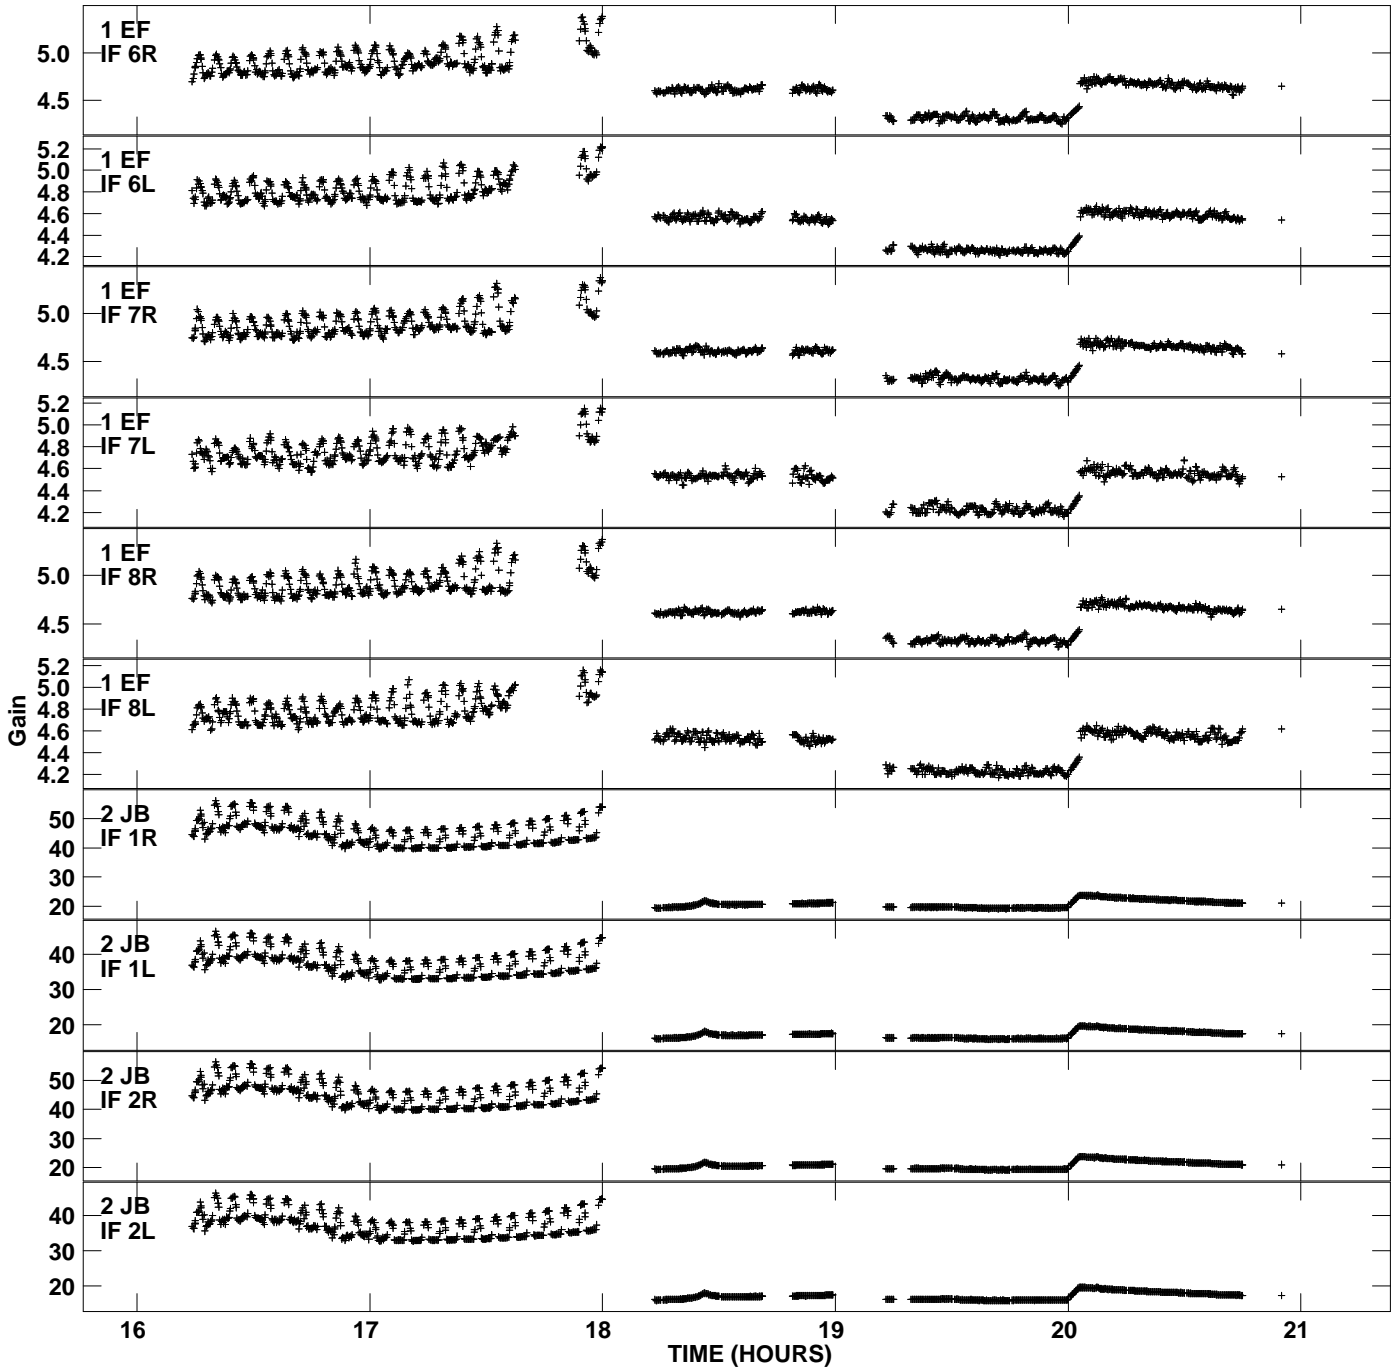 1 EF
IF 6R
5.0
4.5
1 EF
IF 6L
5.2
5.0
4.8
4.6
4.4
4.2
1 EF
IF 7R
5.0
4.5
1 EF
IF 7L
5.2
5.0
4.8
4.6
4.4
4.2
1 EF
IF 8R
5.0
4.5
1 EF
IF 8L
5.2
5.0
4.8
4.6
4.4
4.2
Gain
2 JB
IF 1R
50
40
30
20
2 JB
IF 1L
40
30
20
2 JB
IF 2R
50
40
30
20
2 JB
IF 2L
40
30
20
16 17 18 19 20 21
TIME (HOURS)